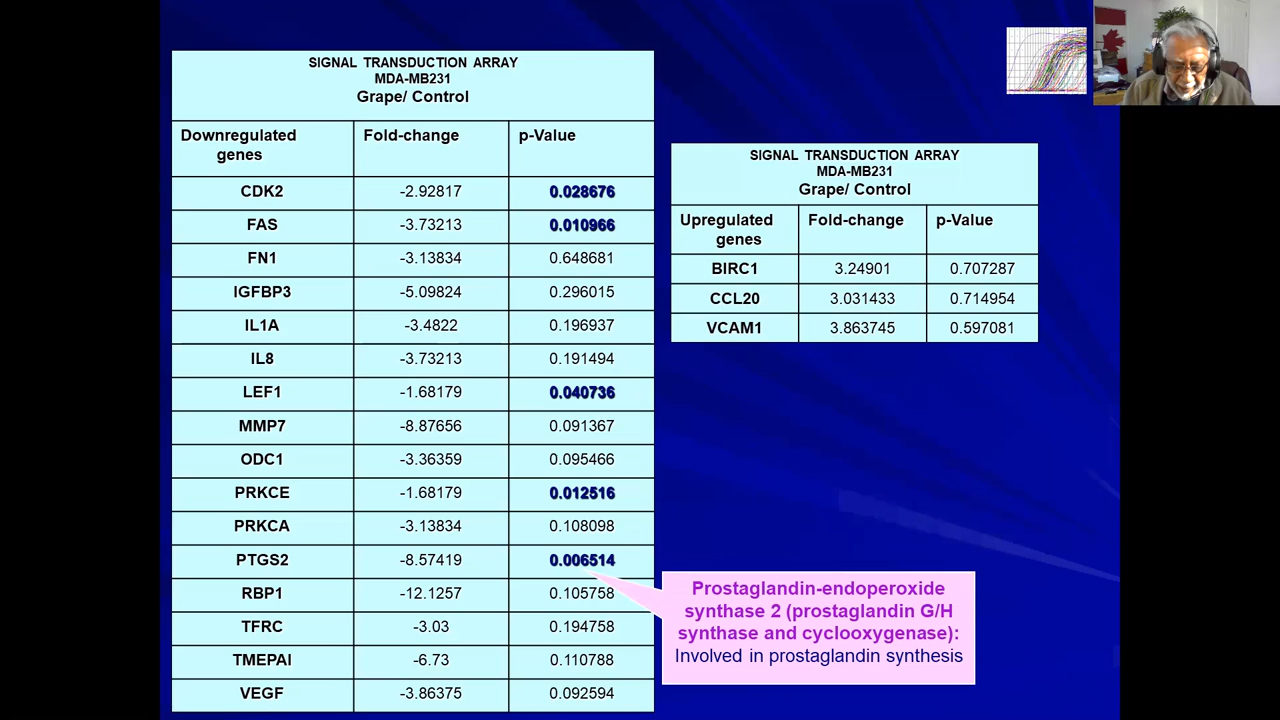 SIGNAL TRANSDUCTION ARRAY
MDA-MB231
Grape/ Control
Downregulated genes Fold-change p-Value
CDK2 -2.92817 0.028676
FAS -3.73213 0.010966
FN1 -3.13834 0.648681
IGFBP3 -5.09824 0.296015
IL1A -3.4822 0.196937
IL8 -3.73213 0.191494
LEF1 -1.68179 0.040736
MMP7 -8.87656 0.091367
ODC1 -3.36359 0.095466
PRKCE -1.68179 0.012516
PRKCA -3.13834 0.108098
PTGS2 -8.57419 0.006514
RBP1 -12.1257 0.105758
TFRC -3.03 0.194758
TMEPAI -6.73 0.110788
VEGF -3.86375 0.092594
SIGNAL TRANSDUCTION ARRAY
MDA-MB231
Grape/ Control
Upregulated genes Fold-change p-Value
BIRC1 3.24901 0.707287
CCL20 3.031433 0.714954
VCAM1 3.863745 0.597081
Prostaglandin-endoperoxide
synthase 2 (prostaglandin G/H
synthase and cyclooxygenase):
Involved in prostaglandin synthesis